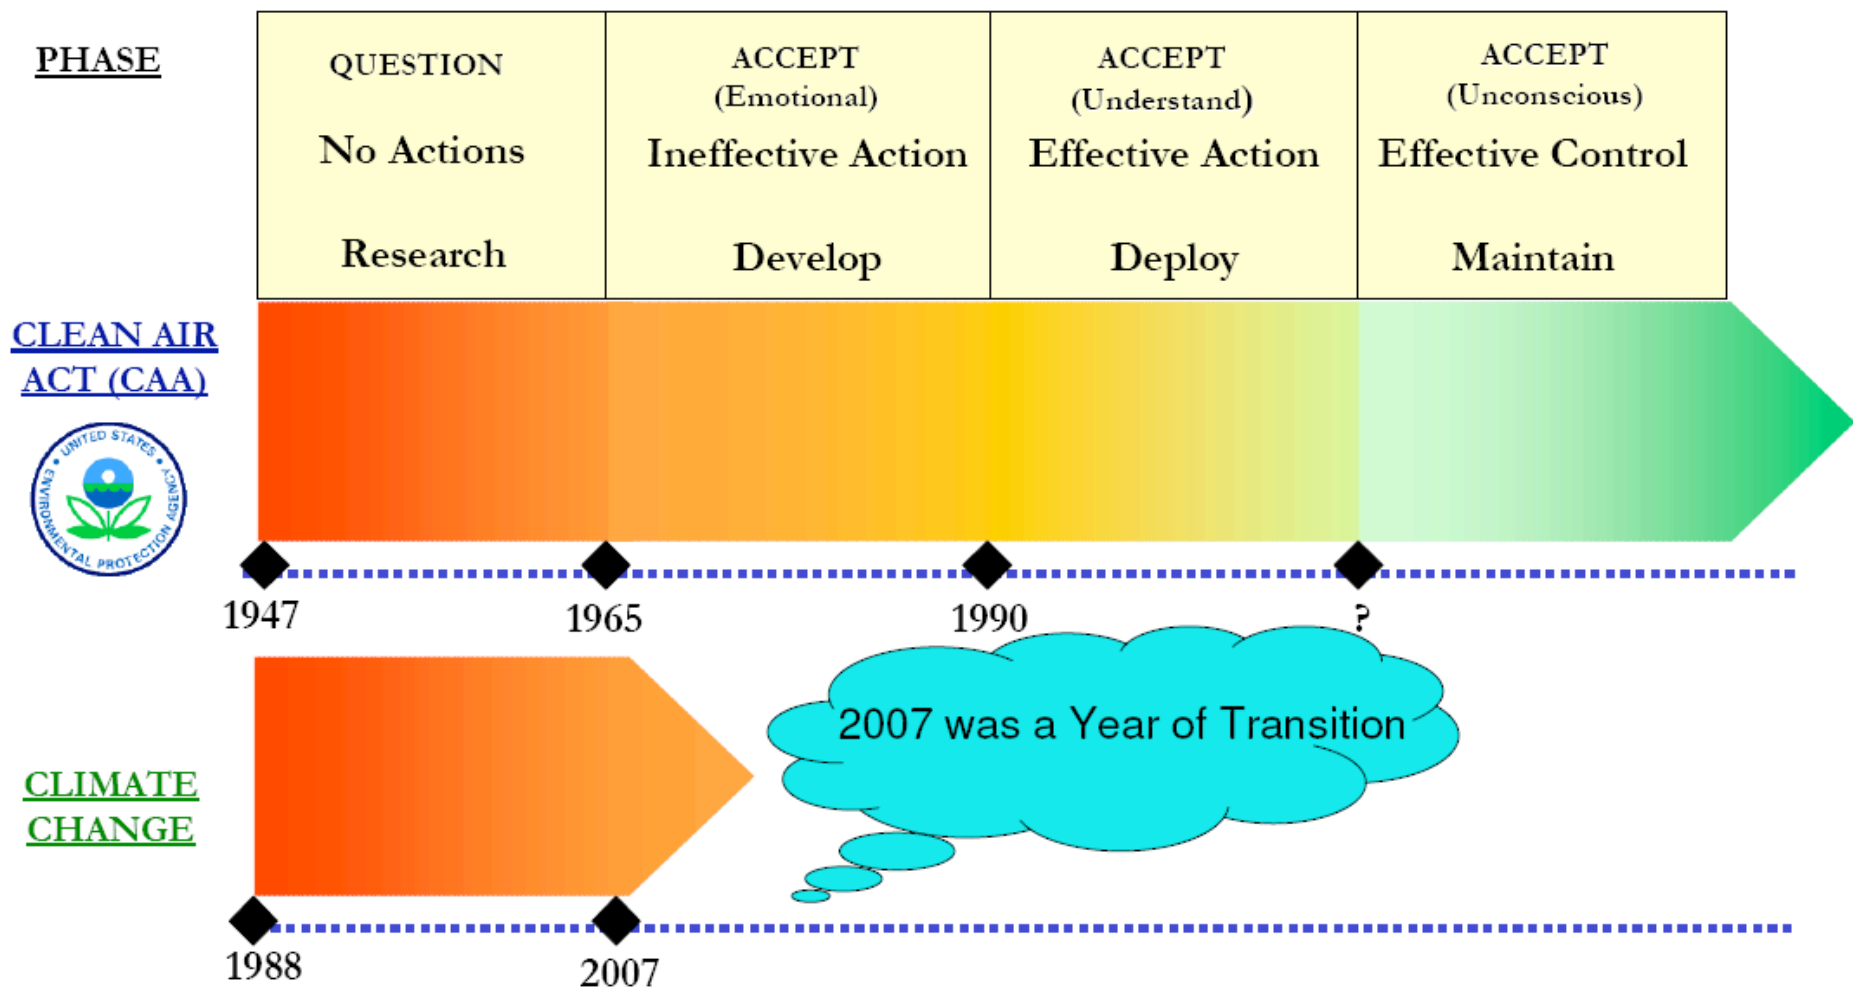 PHASE
QUESTION
No Actions
Research
ACCEPT
(Emotional)
Ineffective Action
Develop
ACCEPT
(Understand)
Effective Action
Deploy
ACCEPT
(Unconscious)
Effective Control
Maintain
CLEAN AIR
ACT (CAA)
UNITED STATES
ENVIRONMENTAL PROTECTION AGENCY
1947
1965
1990
?
2007 was a Year of Transition
CLIMATE
CHANGE
1988
2007